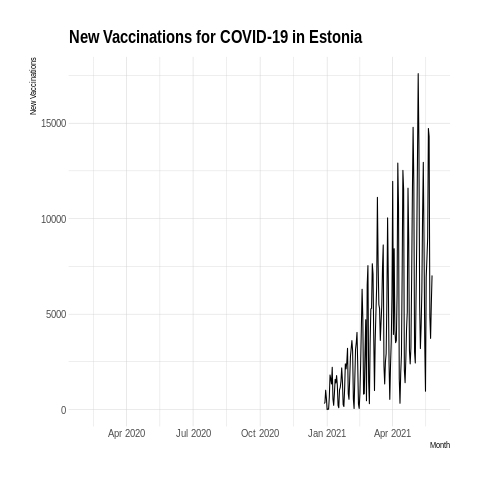 New Vaccinations for COVID-19 in Estonia
New Vaccinations
15000
10000
5000
0
Apr 2020 Jul 2020 Oct 2020 Jan 2021 Apr 2021
Month